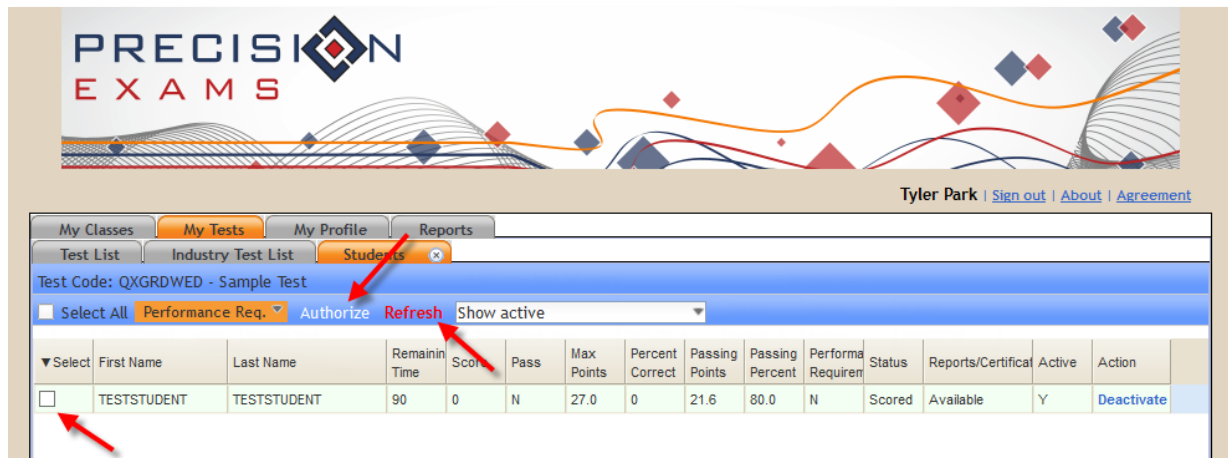 PRECISION
EXAMS
Tyler Park | Sign out | About | Agreement
My Classes My Tests My Profile Reports
Test List Industry Test List Students
Test Code: QXGRDWED - Sample Test
Select All Performance Req. Authorize Refresh Show active
▼Select First Name Last Name Remainin Time Score Pass Max Points Percent Correct Passing Points Passing Percent Performa Requirem Status Reports/Certificat Active Action
TESTSTUDENT TESTSTUDENT 90 0 N 27.0 0 21.6 80.0 N Scored Available Y Deactivate